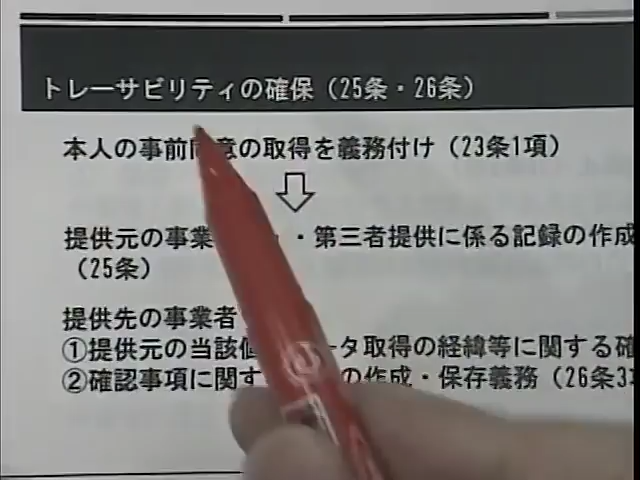 トレーサビリティの確保（25条・26条）
本人の事前同意の取得を義務付け（23条1項）
提供元の事業 ・第三者提供に係る記録の作成
（25条）
提供先の事業者
①提供元の当該 ータ取得の経緯等に関する確
②確認事項に関す の作成・保存義務（26条3